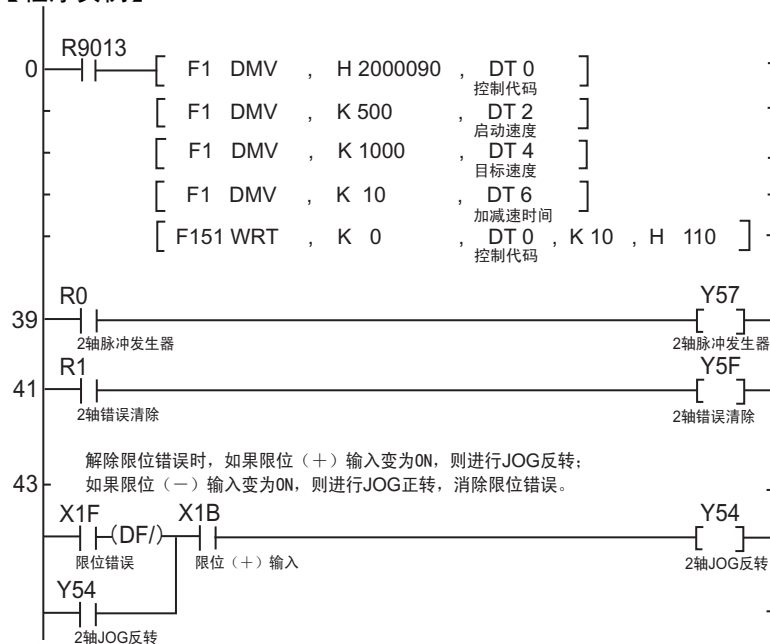 R9013
0 F1 DMV , H 2000090 , DT 0
控制代码
F1 DMV , K 500 , DT 2
启动速度
F1 DMV , K 1000 , DT 4
目标速度
F1 DMV , K 10 , DT 6
加减速时间
F151 WRT , K 0 , DT 0 , K 10 , H 110
控制代码
R0 Y57
39
2轴脉冲发生器 2轴脉冲发生器
R1 Y5F
41
2轴错误清除 2轴错误清除
解除限位错误时，如果限位（＋）输入变为ON，则进行JOG反转；
43 如果限位（－）输入变为ON，则进行JOG正转，消除限位错误。
X1F X1B Y54
(DF/)
限位错误 限位（＋）输入 2轴JOG反转
Y54
2轴JOG反转